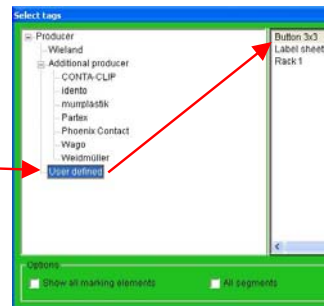 Select tags
Producer
Wieland
Additional producer
CONTA-CLIP
idento
murrplastik
Partex
Phoenix Contact
Wago
Weidmüller
User defined
Button 3x3
Label sheet
Rack 1
Options
Show all marking elements
All segments